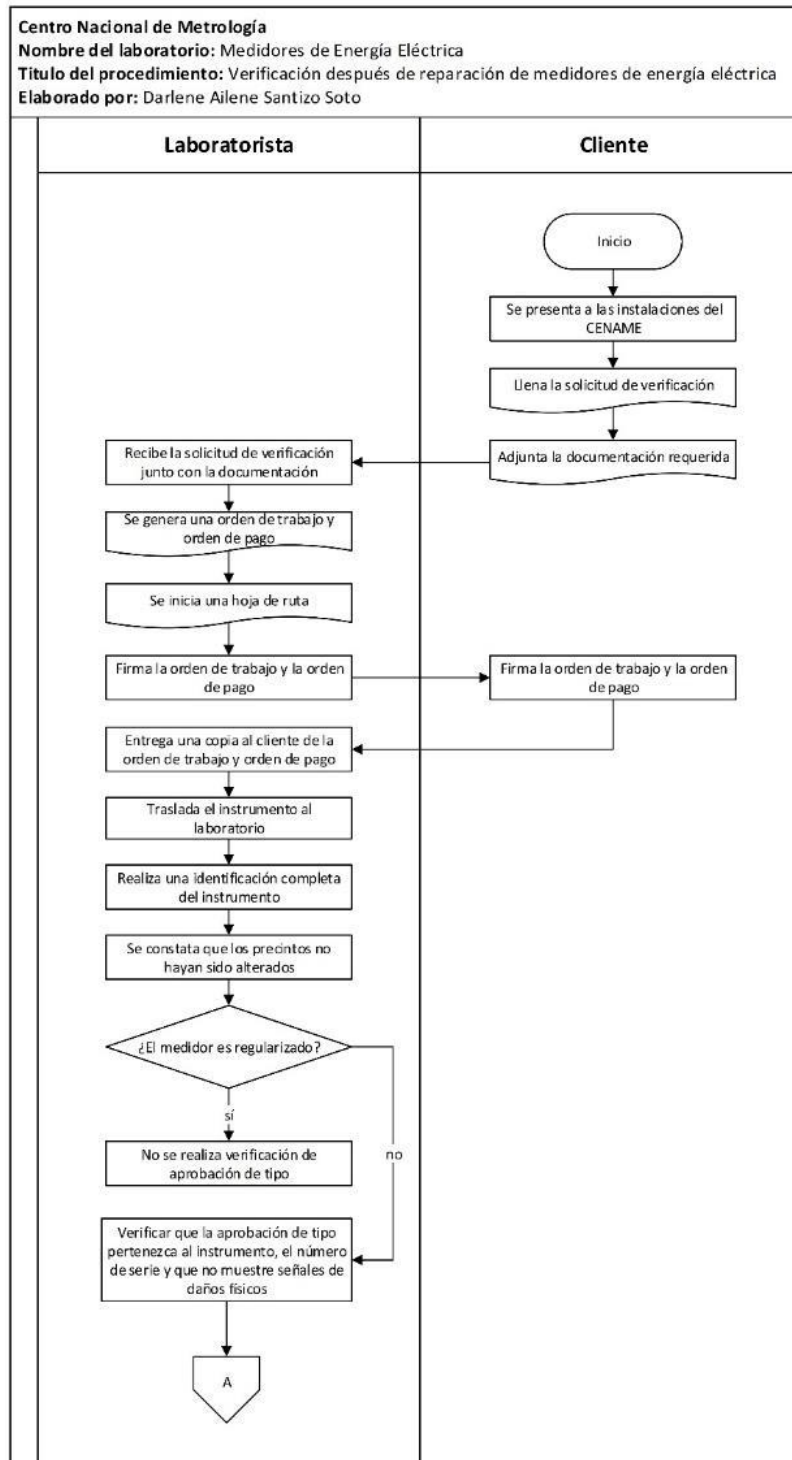 Centro Nacional de Metrología
Nombre del laboratorio: Medidores de Energía Eléctrica
Titulo del procedimiento: Verificación después de reparación de medidores de energía eléctrica
Elaborado por: Darlene Ailene Santizo Soto
Laboratorista
Cliente
Inicio
Se presenta a las instalaciones del
CENAME
Llena la solicitud de verificación
Adjunta la documentación requerida
Recibe la solicitud de verificación
junto con la documentación
Se genera una orden de trabajo y
orden de pago
Se inicia una hoja de ruta
Firma la orden de trabajo y la orden
de pago
Firma la orden de trabajo y la orden
de pago
Entrega una copia al cliente de la
orden de trabajo y orden de pago
Traslada el instrumento al
laboratorio
Realiza una identificación completa
del instrumento
Se constata que los precintos no
hayan sido alterados
¿El medidor es regularizado?
sí
no
No se realiza verificación de
aprobación de tipo
Verificar que la aprobación de tipo
pertenezca al instrumento, el número
de serie y que no muestre señales de
daños físicos
A